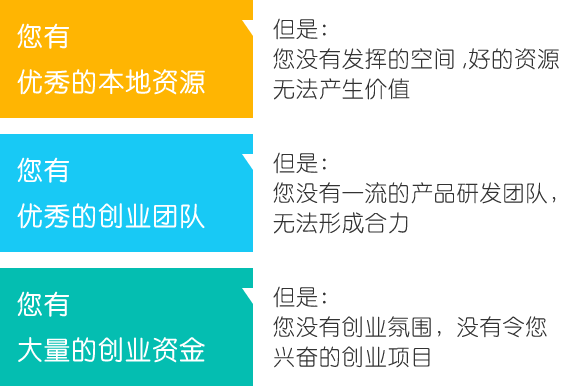 您有
优秀的本地资源
但是：
您没有发挥的空间 ,好的资源
无法产生价值
您有
优秀的创业团队
但是：
您没有一流的产品研发团队，
无法形成合力
您有
大量的创业资金
但是：
您没有创业氛围，没有令您
兴奋的创业项目